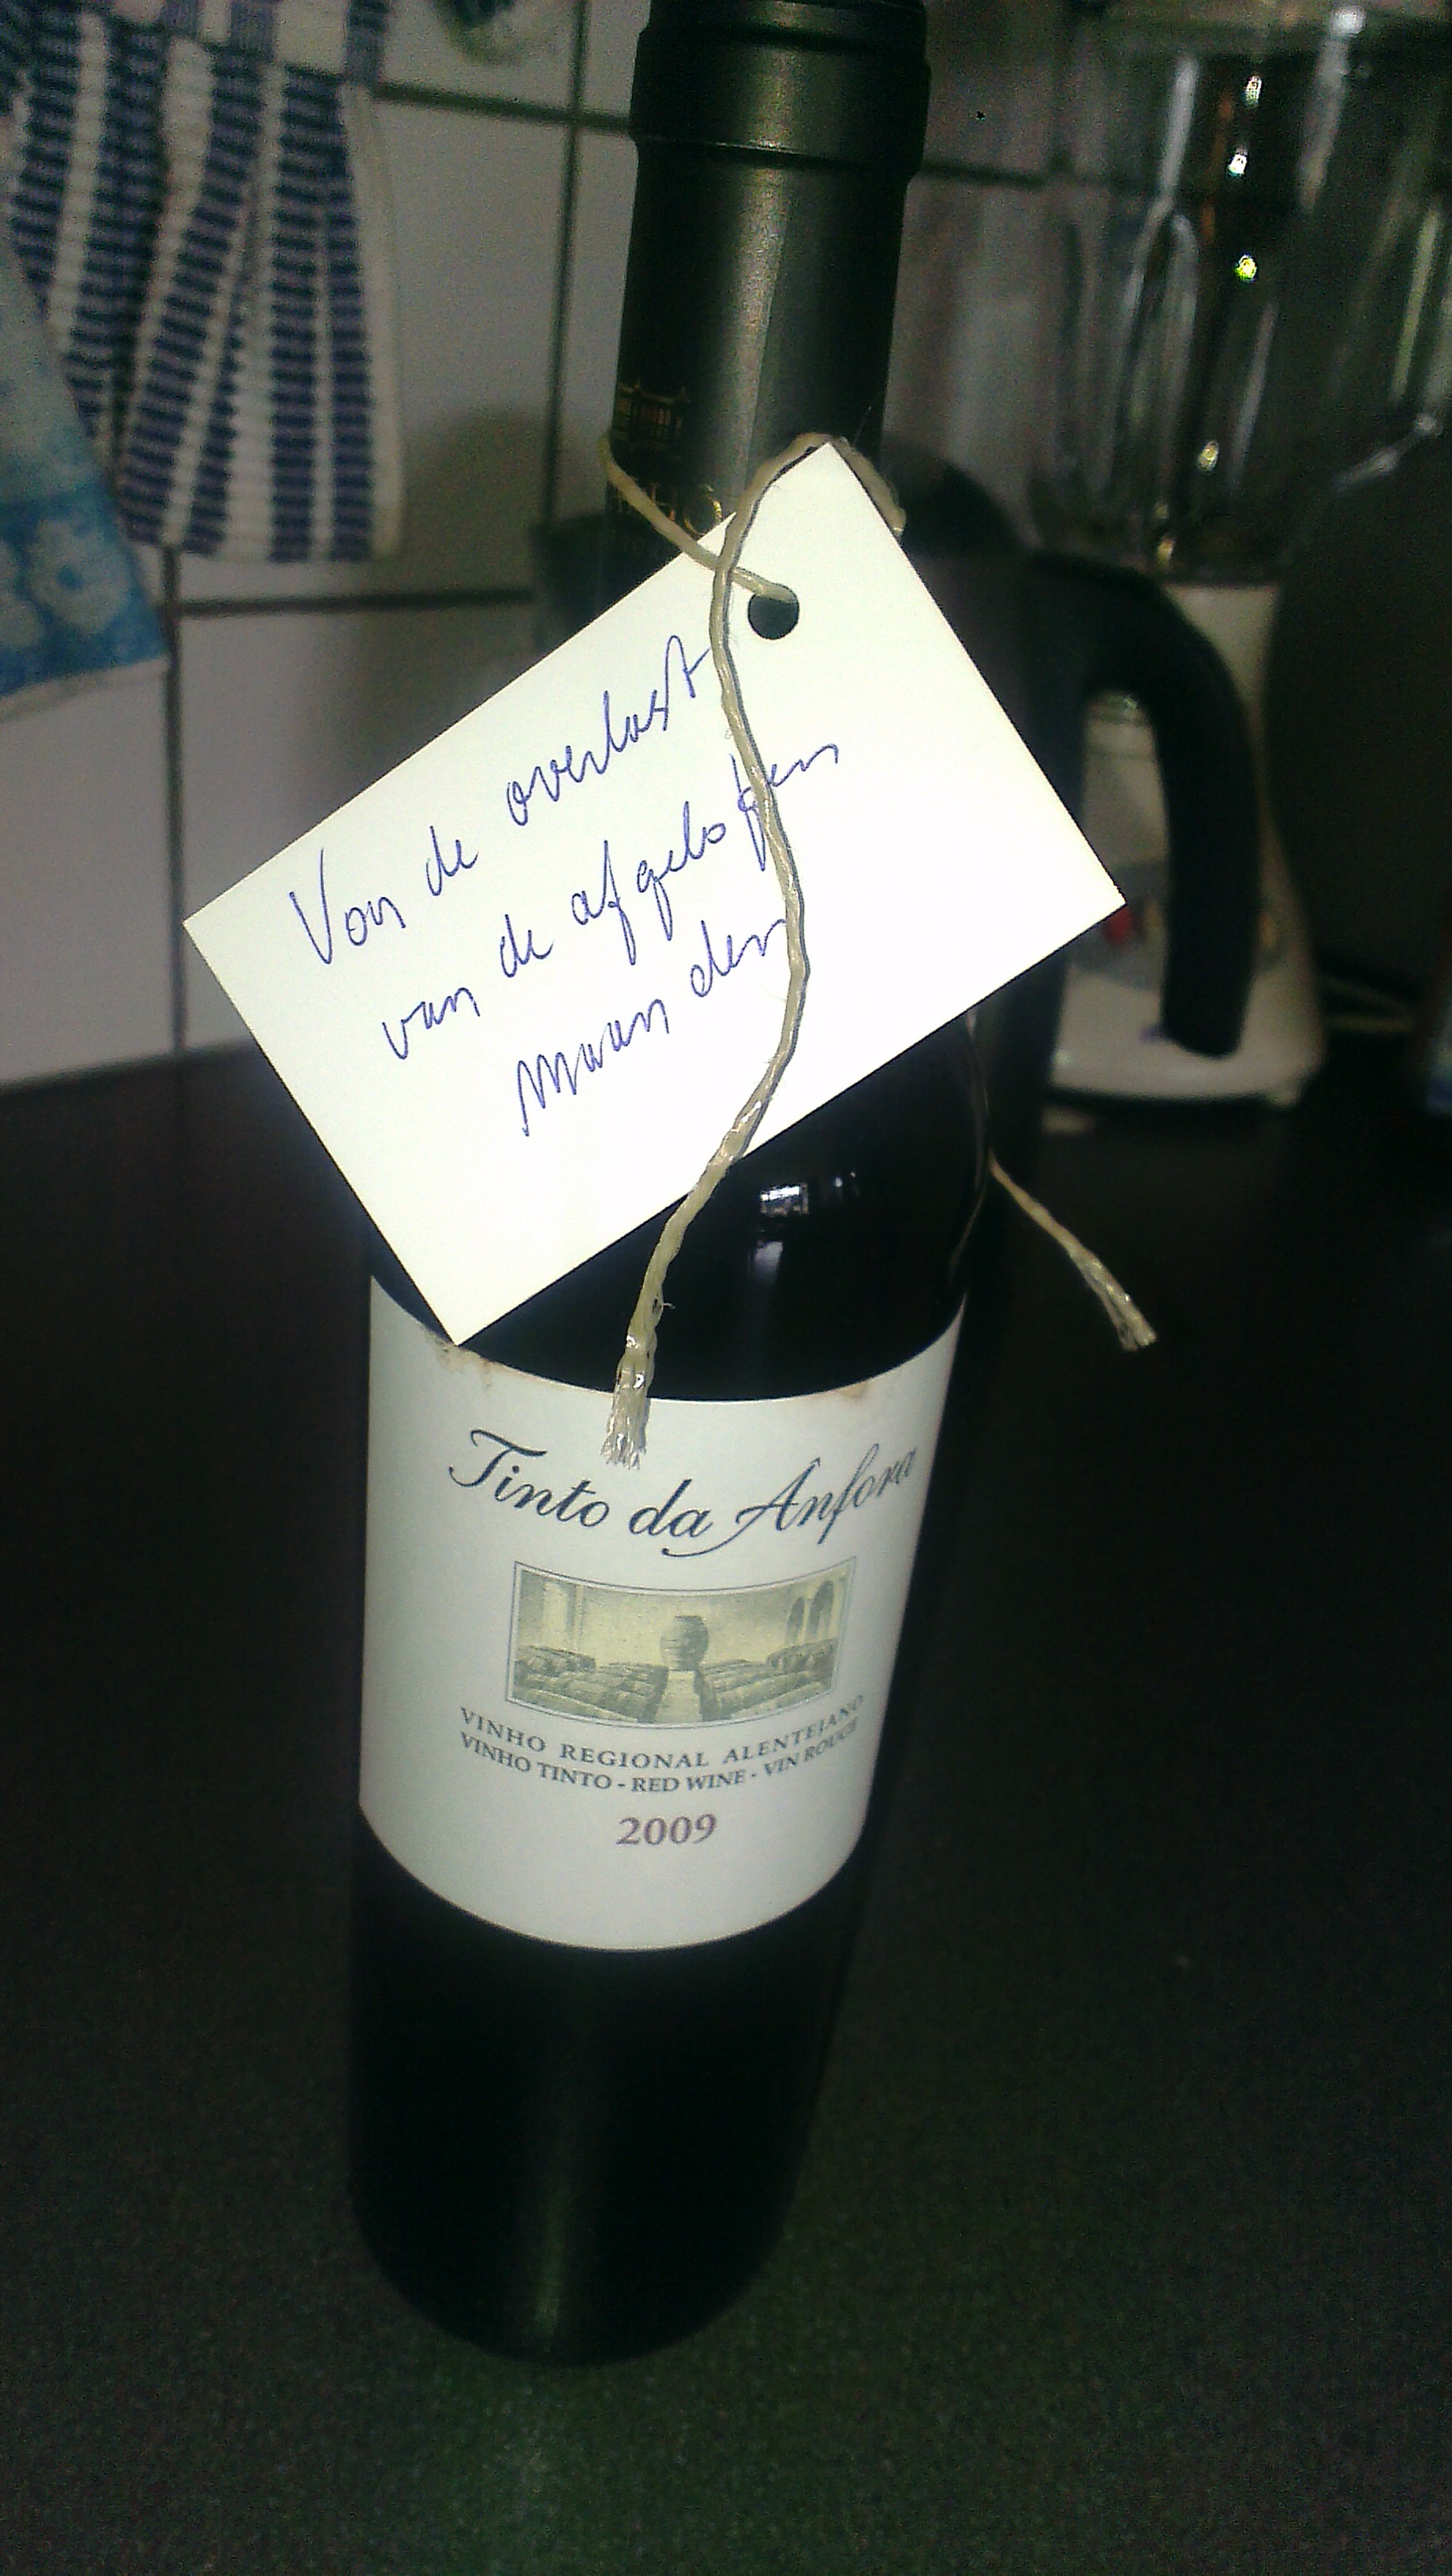 Von de overlast
van de afgelopen
maanden
Tinto da Ânfora
VINHO REGIONAL ALENTEJANO
VINHO TINTO - RED WINE - VIN ROUGE
2009